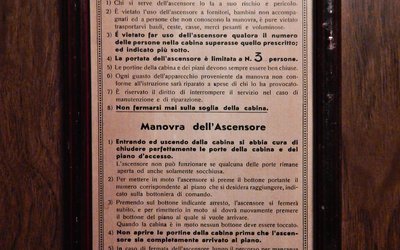 1) Chi si serve dell'ascensore lo fa a suo rischio e pericolo.
2) È vietato l'uso dell'ascensore a fornitori, bambini non accompa-
gnati ed a persone che non conoscono la manovra, è pure vietato
trasportarvi bauli, ceste, casse, merci pesanti e voluminose.
3) È vietato far uso dell'ascensore qualora il numero
delle persone nella cabina superasse quello prescritto;
ed indicato più sotto.
4) La portata dell'ascensore è limitata a N. 3 persone.
5) Le portine della cabina e dei piani devono sempre essere ben chiuse.
6) Ogni guasto dell'apparecchio proveniente da manovra non con-
forme all'istruzione sarà riparato a spese di chi lo ha provocato.
7) È riservato il diritto di interrompere il servizio nel caso di
manutenzione e di riparazione.
8) Non fermarsi mai sulla soglia della cabina.
Manovra dell'Ascensore
1) Entrando ed uscendo dalla cabina si abbia cura di
chiudere perfettamente le porte della cabina e del
piano d'accesso.
L'ascensore non può funzionare se qualcuna delle porte rimane
aperta od anche solamente socchiusa.
2) Per mettere in moto l'ascensore si preme il bottone portante il
numero corrispondente al piano che si desidera raggiungere, indi-
cato sulla bottoniera di comando.
3) Premendo sul bottone indicante arresto, l'ascensore si fermerà
subito, e per rimetterlo in moto si dovrà nuovamente premere
il bottone del piano al quale si vuole arrivare.
Quando la cabina è in moto nessun bottone deve essere toccato.
4) Non aprire le portine della cabina prima che l'ascen-
sore sia completamente arrivato al piano.